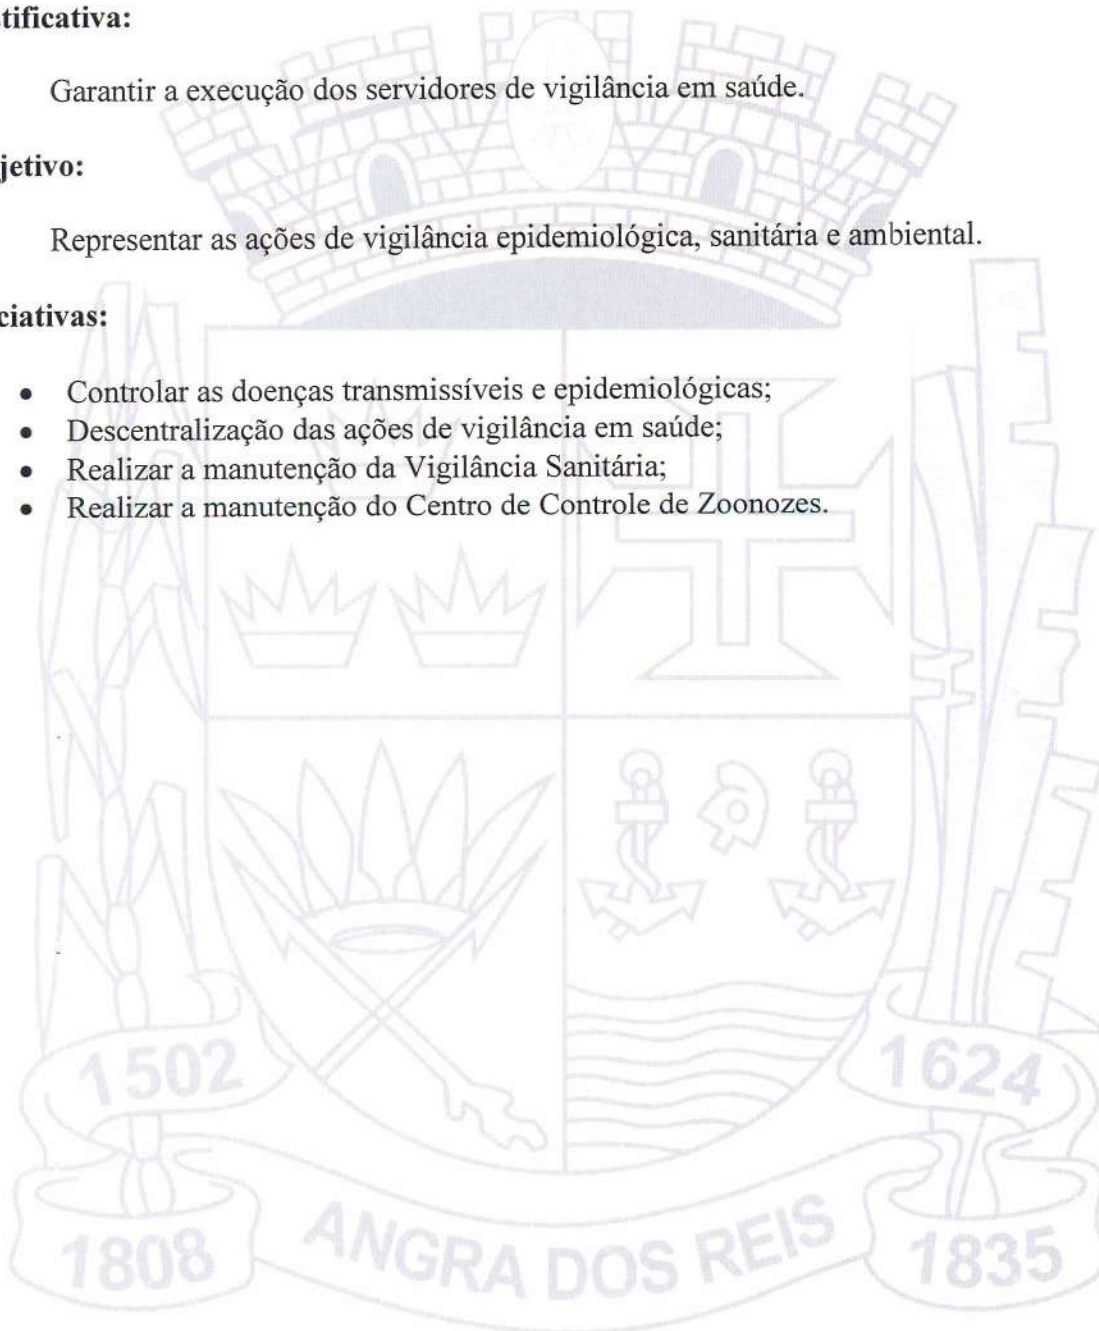 tificativa:
Garantir a execução dos servidores de vigilância em saúde.
jetivo:
Representar as ações de vigilância epidemiológica, sanitária e ambiental.
ciativas:
• Controlar as doenças transmissíveis e epidemiológicas;
• Descentralização das ações de vigilância em saúde;
• Realizar a manutenção da Vigilância Sanitária;
• Realizar a manutenção do Centro de Controle de Zoonozes.
1502
1624
1808
ANGRA DOS REIS
1835